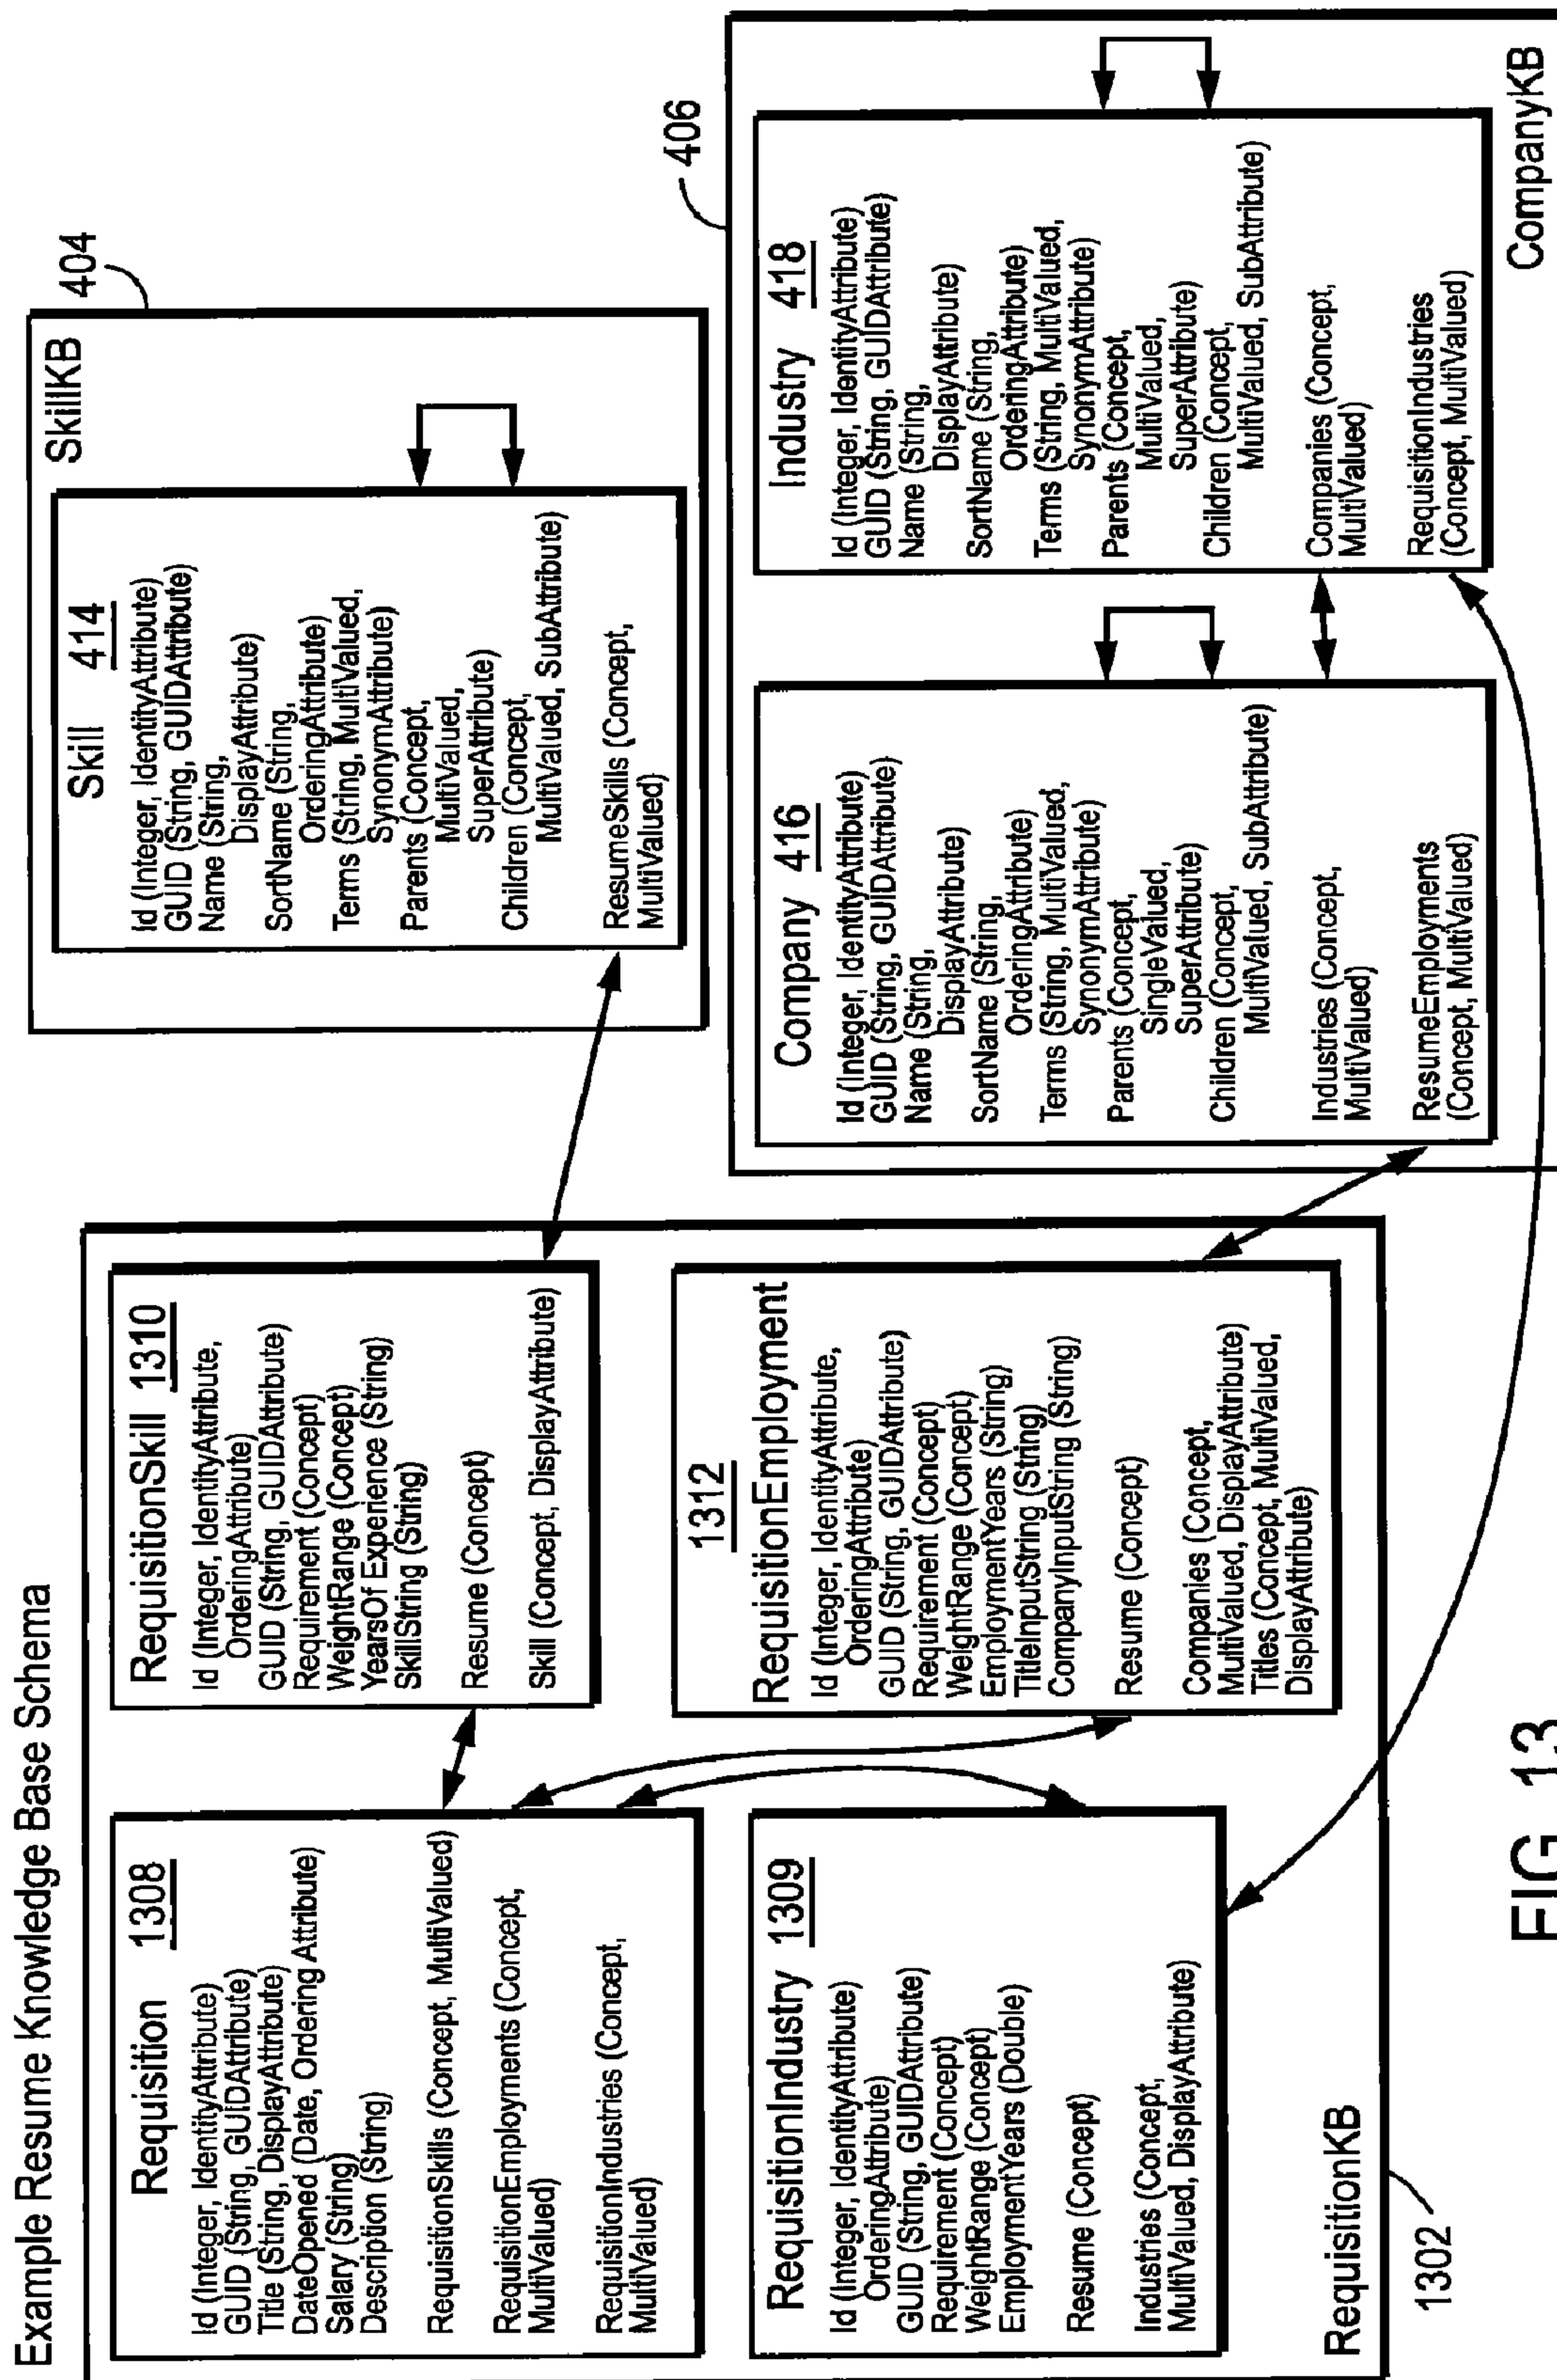 Example Resume Knowledge Base Schema
Requisition 1308
Id (Integer, IdentityAttribute)
GUID (String, GUIDAttribute)
Title (String, DisplayAttribute)
DateOpened (Date, Ordering Attribute)
Salary (String)
Description (String)
RequisitionSkills (Concept, MultiValued)
RequisitionEmployments (Concept,
MultiValued)
RequisitionIndustries (Concept,
MultiValued)
RequisitionSkill 1310
Id (Integer, IdentityAttribute,
OrderingAttribute)
GUID (String, GUIDAttribute)
Requirement (Concept)
WeightRange (Concept)
YearsOf Experience (String)
SkillString (String)
Resume (Concept)
Skill (Concept, DisplayAttribute)
RequisitionIndustry 1309
Id (Integer, IdentityAttribute)
OrderingAttribute)
GUID (String, GUIDAttribute)
Requirement (Concept)
WeightRange (Concept)
EmploymentYears (Double)
Resume (Concept)
Industries (Concept,
MultiValued, DisplayAttribute)
1312
RequisitionEmployment
Id (Integer, IdentityAttribute,
OrderingAttribute)
GUID (String, GUIDAttribute)
Requirement (Concept)
WeightRange (Concept)
EmploymentYears (String)
TitleInputString (String)
CompanyInputString (String)
Resume (Concept)
Companies (Concept,
MultiValued, DisplayAttribute)
Titles (Concept, MultiValued,
DisplayAttribute)
RequisitionKB
1302
SkillKB
404
Skill 414
Id (Integer, IdentityAttribute)
GUID (String, GUIDAttribute)
Name (String,
DisplayAttribute)
SortName (String,
OrderingAttribute)
Terms (String, MultiValued,
SynonymAttribute)
Parents (Concept,
MultiValued,
SuperAttribute)
Children (Concept,
MultiValued, SubAttribute)
ResumeSkills (Concept,
MultiValued)
406
Company 416
Id (Integer, IdentityAttribute)
GUID (String, GUIDAttribute)
Name (String,
DisplayAttribute)
SortName (String,
OrderingAttribute)
Terms (String, MultiValued,
SynonymAttribute)
Parents (Concept,
SingleValued,
SuperAttribute)
Children (Concept,
MultiValued, SubAttribute)
Industries (Concept,
MultiValued)
ResumeEmployments
(Concept, MultiValued)
Industry 418
Id (Integer, IdentityAttribute)
GUID (String, GUIDAttribute)
Name (String,
DisplayAttribute)
SortName (String,
OrderingAttribute)
Terms (String, MultiValued,
SynonymAttribute)
Parents (Concept,
MultiValued,
SuperAttribute)
Children (Concept,
MultiValued, SubAttribute)
Companies (Concept,
MultiValued)
RequisitionIndustries
(Concept, MultiValued)
CompanyKB
FIG 13